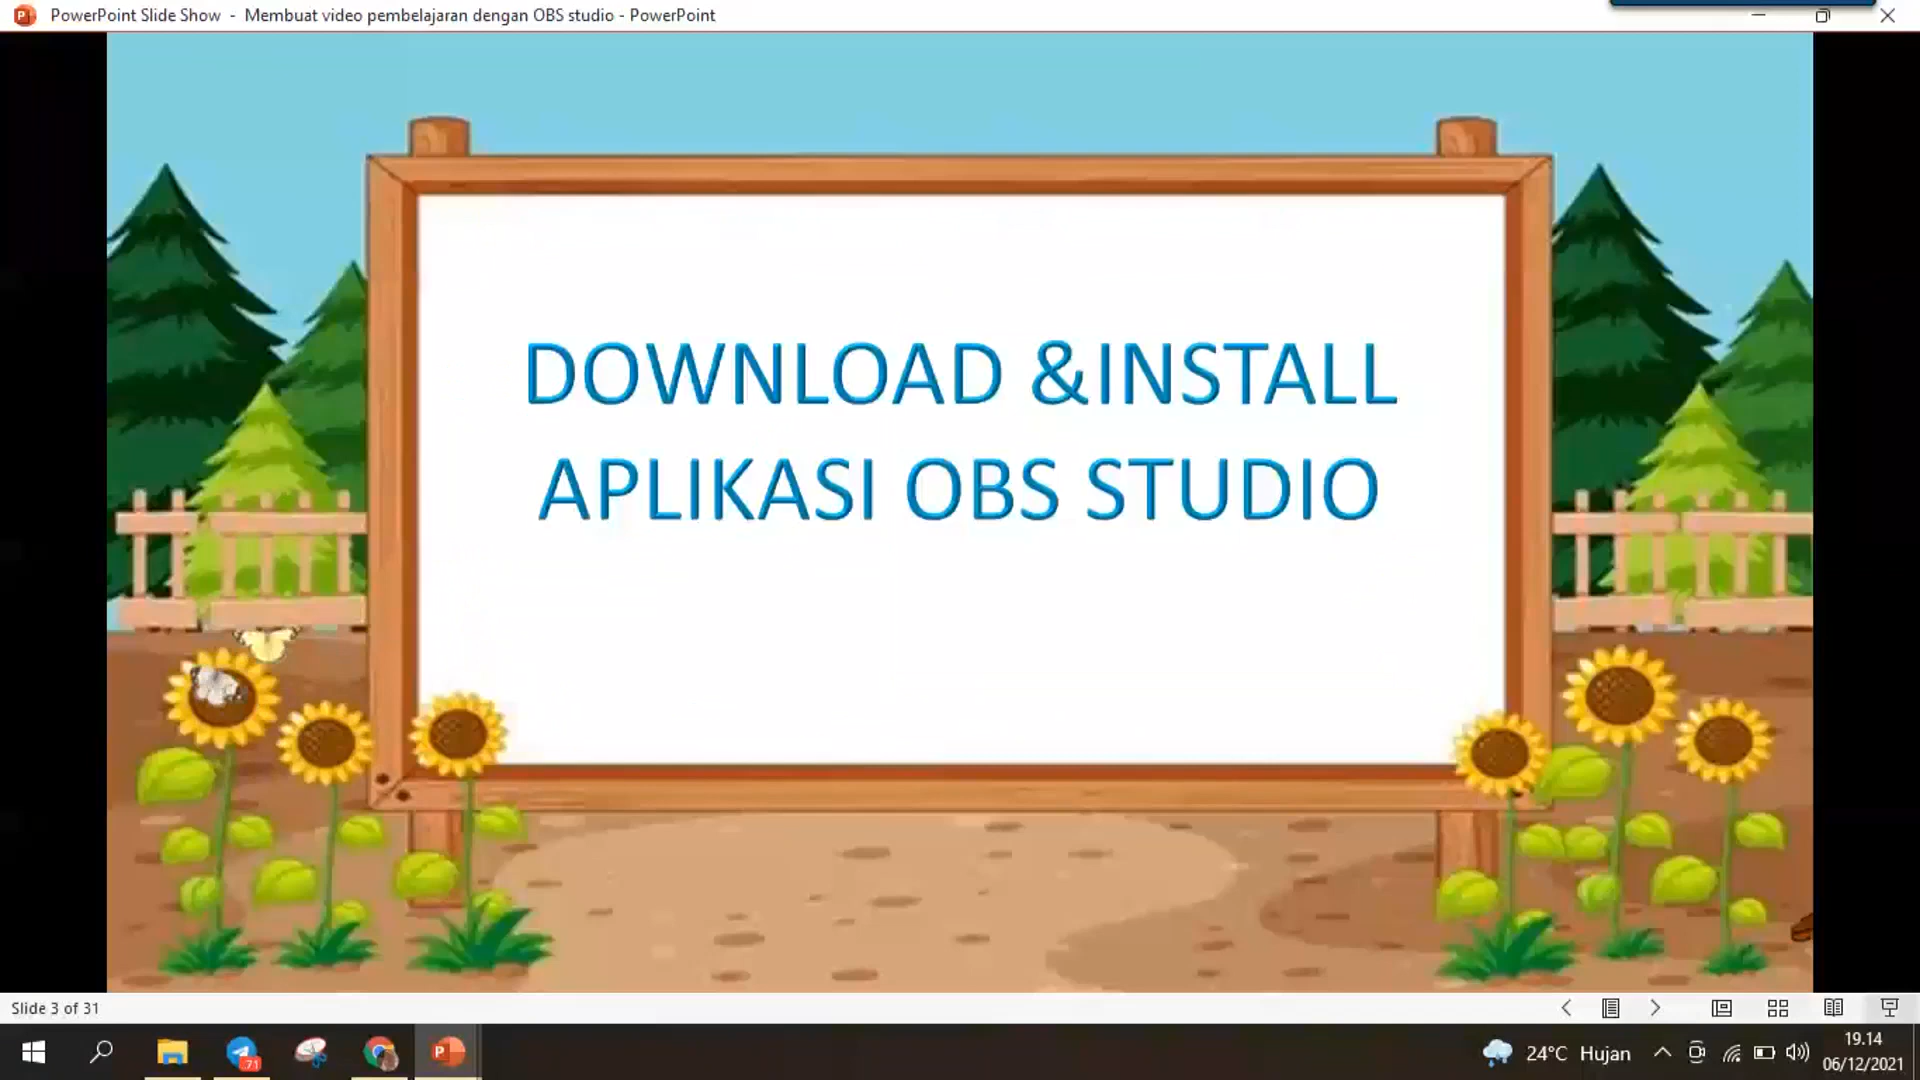 PowerPoint Slide Show - Membuat video pembelajaran dengan OBS studio - PowerPoint
DOWNLOAD &INSTALL
APLIKASI OBS STUDIO
Slide 3 of 31
71
24°C Hujan
19.14
06/12/2021